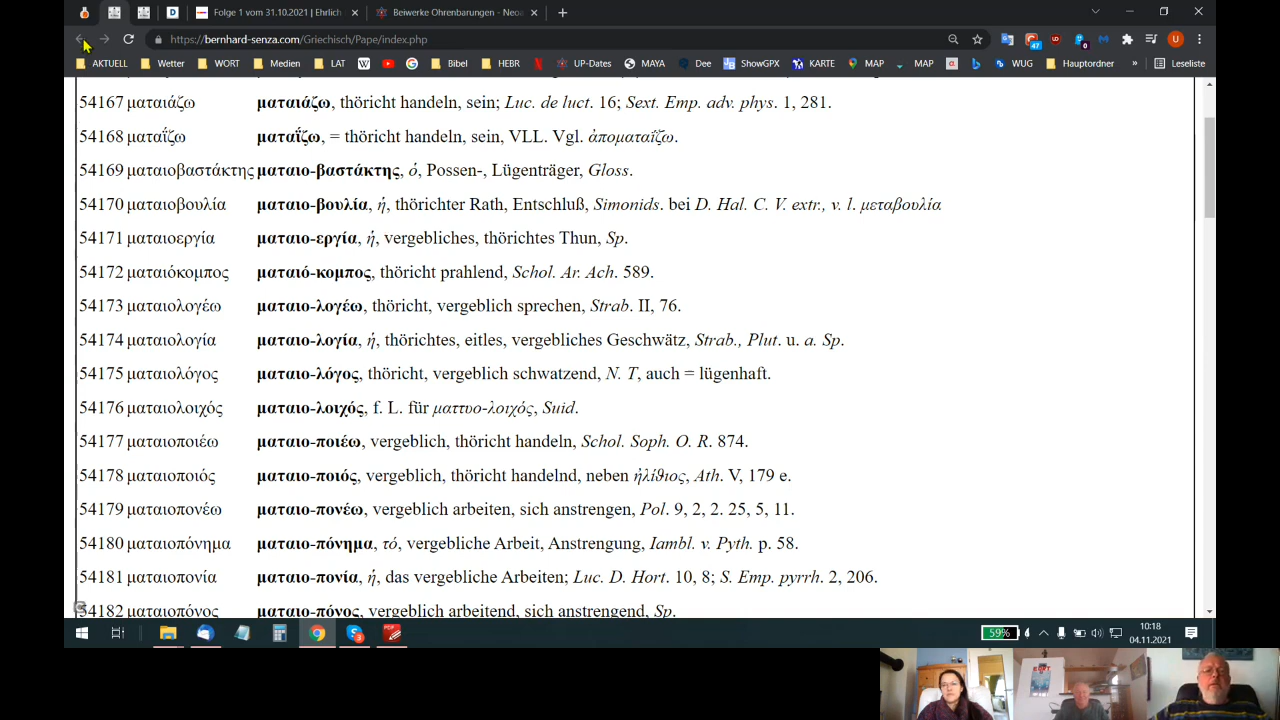 Folge 1 vom 31.10.2021 | Ehrlich
Beiwerke Ohrenbarungen - Neoa
https://bernhard-senza.com/Griechisch/Pape/index.php
AKTUELL Wetter WORT Medien LAT Bibel HEBR UP-Dates MAYA Dee ShowGPX KARTE MAP MAP WUG Hauptordner » Leseliste
54167 ματαιάζω ματαιάζω, thöricht handeln, sein; Luc. de luct. 16; Sext. Emp. adv. phys. 1, 281.
54168 ματαΐζω ματαΐζω, = thöricht handeln, sein, VLL. Vgl. ἀποματαΐζω.
54169 ματαιοβαστάκτης ματαιο-βαστάκτης, ὁ, Possen-, Lügenträger, Gloss.
54170 ματαιοβουλία ματαιο-βουλία, ἡ, thörichter Rath, Entschluß, Simonids. bei D. Hal. C. V. extr., v. l. μεταβουλία
54171 ματαιοεργία ματαιο-εργία, ἡ, vergebliches, thörichtes Thun, Sp.
54172 ματαιόκομπος ματαιό-κομπος, thöricht prahlend, Schol. Ar. Ach. 589.
54173 ματαιολογέω ματαιο-λογέω, thöricht, vergeblich sprechen, Strab. II, 76.
54174 ματαιολογία ματαιο-λογία, ἡ, thörichtes, eitles, vergebliches Geschwätz, Strab., Plut. u. a. Sp.
54175 ματαιολόγος ματαιο-λόγος, thöricht, vergeblich schwatzend, N. T, auch = lügenhaft.
54176 ματαιολοιχός ματαιο-λοιχός, f. L. für ματτυο-λοιχός, Suid.
54177 ματαιοποιέω ματαιο-ποιέω, vergeblich, thöricht handeln, Schol. Soph. O. R. 874.
54178 ματαιοποιός ματαιο-ποιός, vergeblich, thöricht handelnd, neben ἠλίθιος, Ath. V, 179 e.
54179 ματαιοπονέω ματαιο-πονέω, vergeblich arbeiten, sich anstrengen, Pol. 9, 2, 2. 25, 5, 11.
54180 ματαιοπόνημα ματαιο-πόνημα, τό, vergebliche Arbeit, Anstrengung, Iambl. v. Pyth. p. 58.
54181 ματαιοπονία ματαιο-πονία, ἡ, das vergebliche Arbeiten; Luc. D. Hort. 10, 8; S. Emp. pyrrh. 2, 206.
54182 ματαιοπόνος ματαιο-πόνος, vergeblich arbeitend, sich anstrengend, Sp.
59% 10:18
04.11.2021